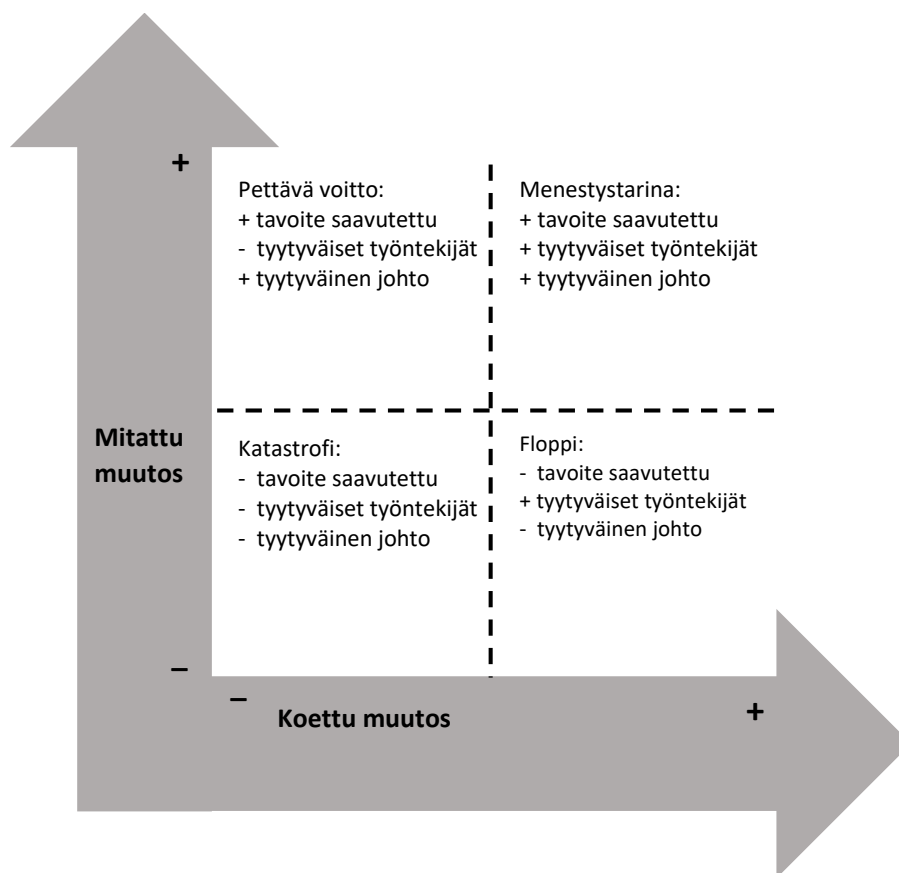 +
Pettävä voitto:
+ tavoite saavutettu
- tyytyväiset työntekijät
+ tyytyväinen johto
Menestystarina:
+ tavoite saavutettu
+ tyytyväiset työntekijät
+ tyytyväinen johto
Mitattu
muutos
Katastrofi:
- tavoite saavutettu
- tyytyväiset työntekijät
- tyytyväinen johto
Floppi:
- tavoite saavutettu
+ tyytyväiset työntekijät
- tyytyväinen johto
–
–
Koettu muutos
+